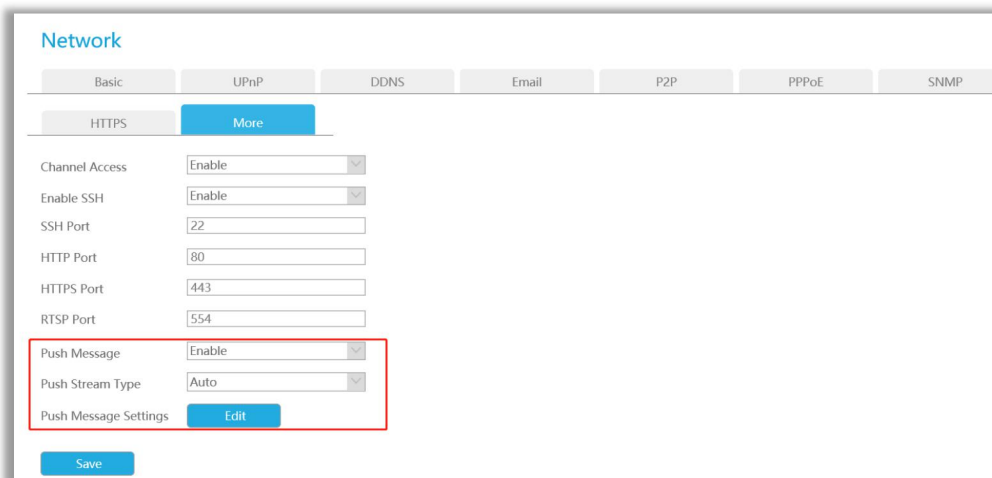 Network
Basic UPnP DDNS Email P2P PPPoE SNMP
HTTPS More
Channel Access Enable
Enable SSH Enable
SSH Port 22
HTTP Port 80
HTTPS Port 443
RTSP Port 554
Push Message Enable
Push Stream Type Auto
Push Message Settings Edit
Save